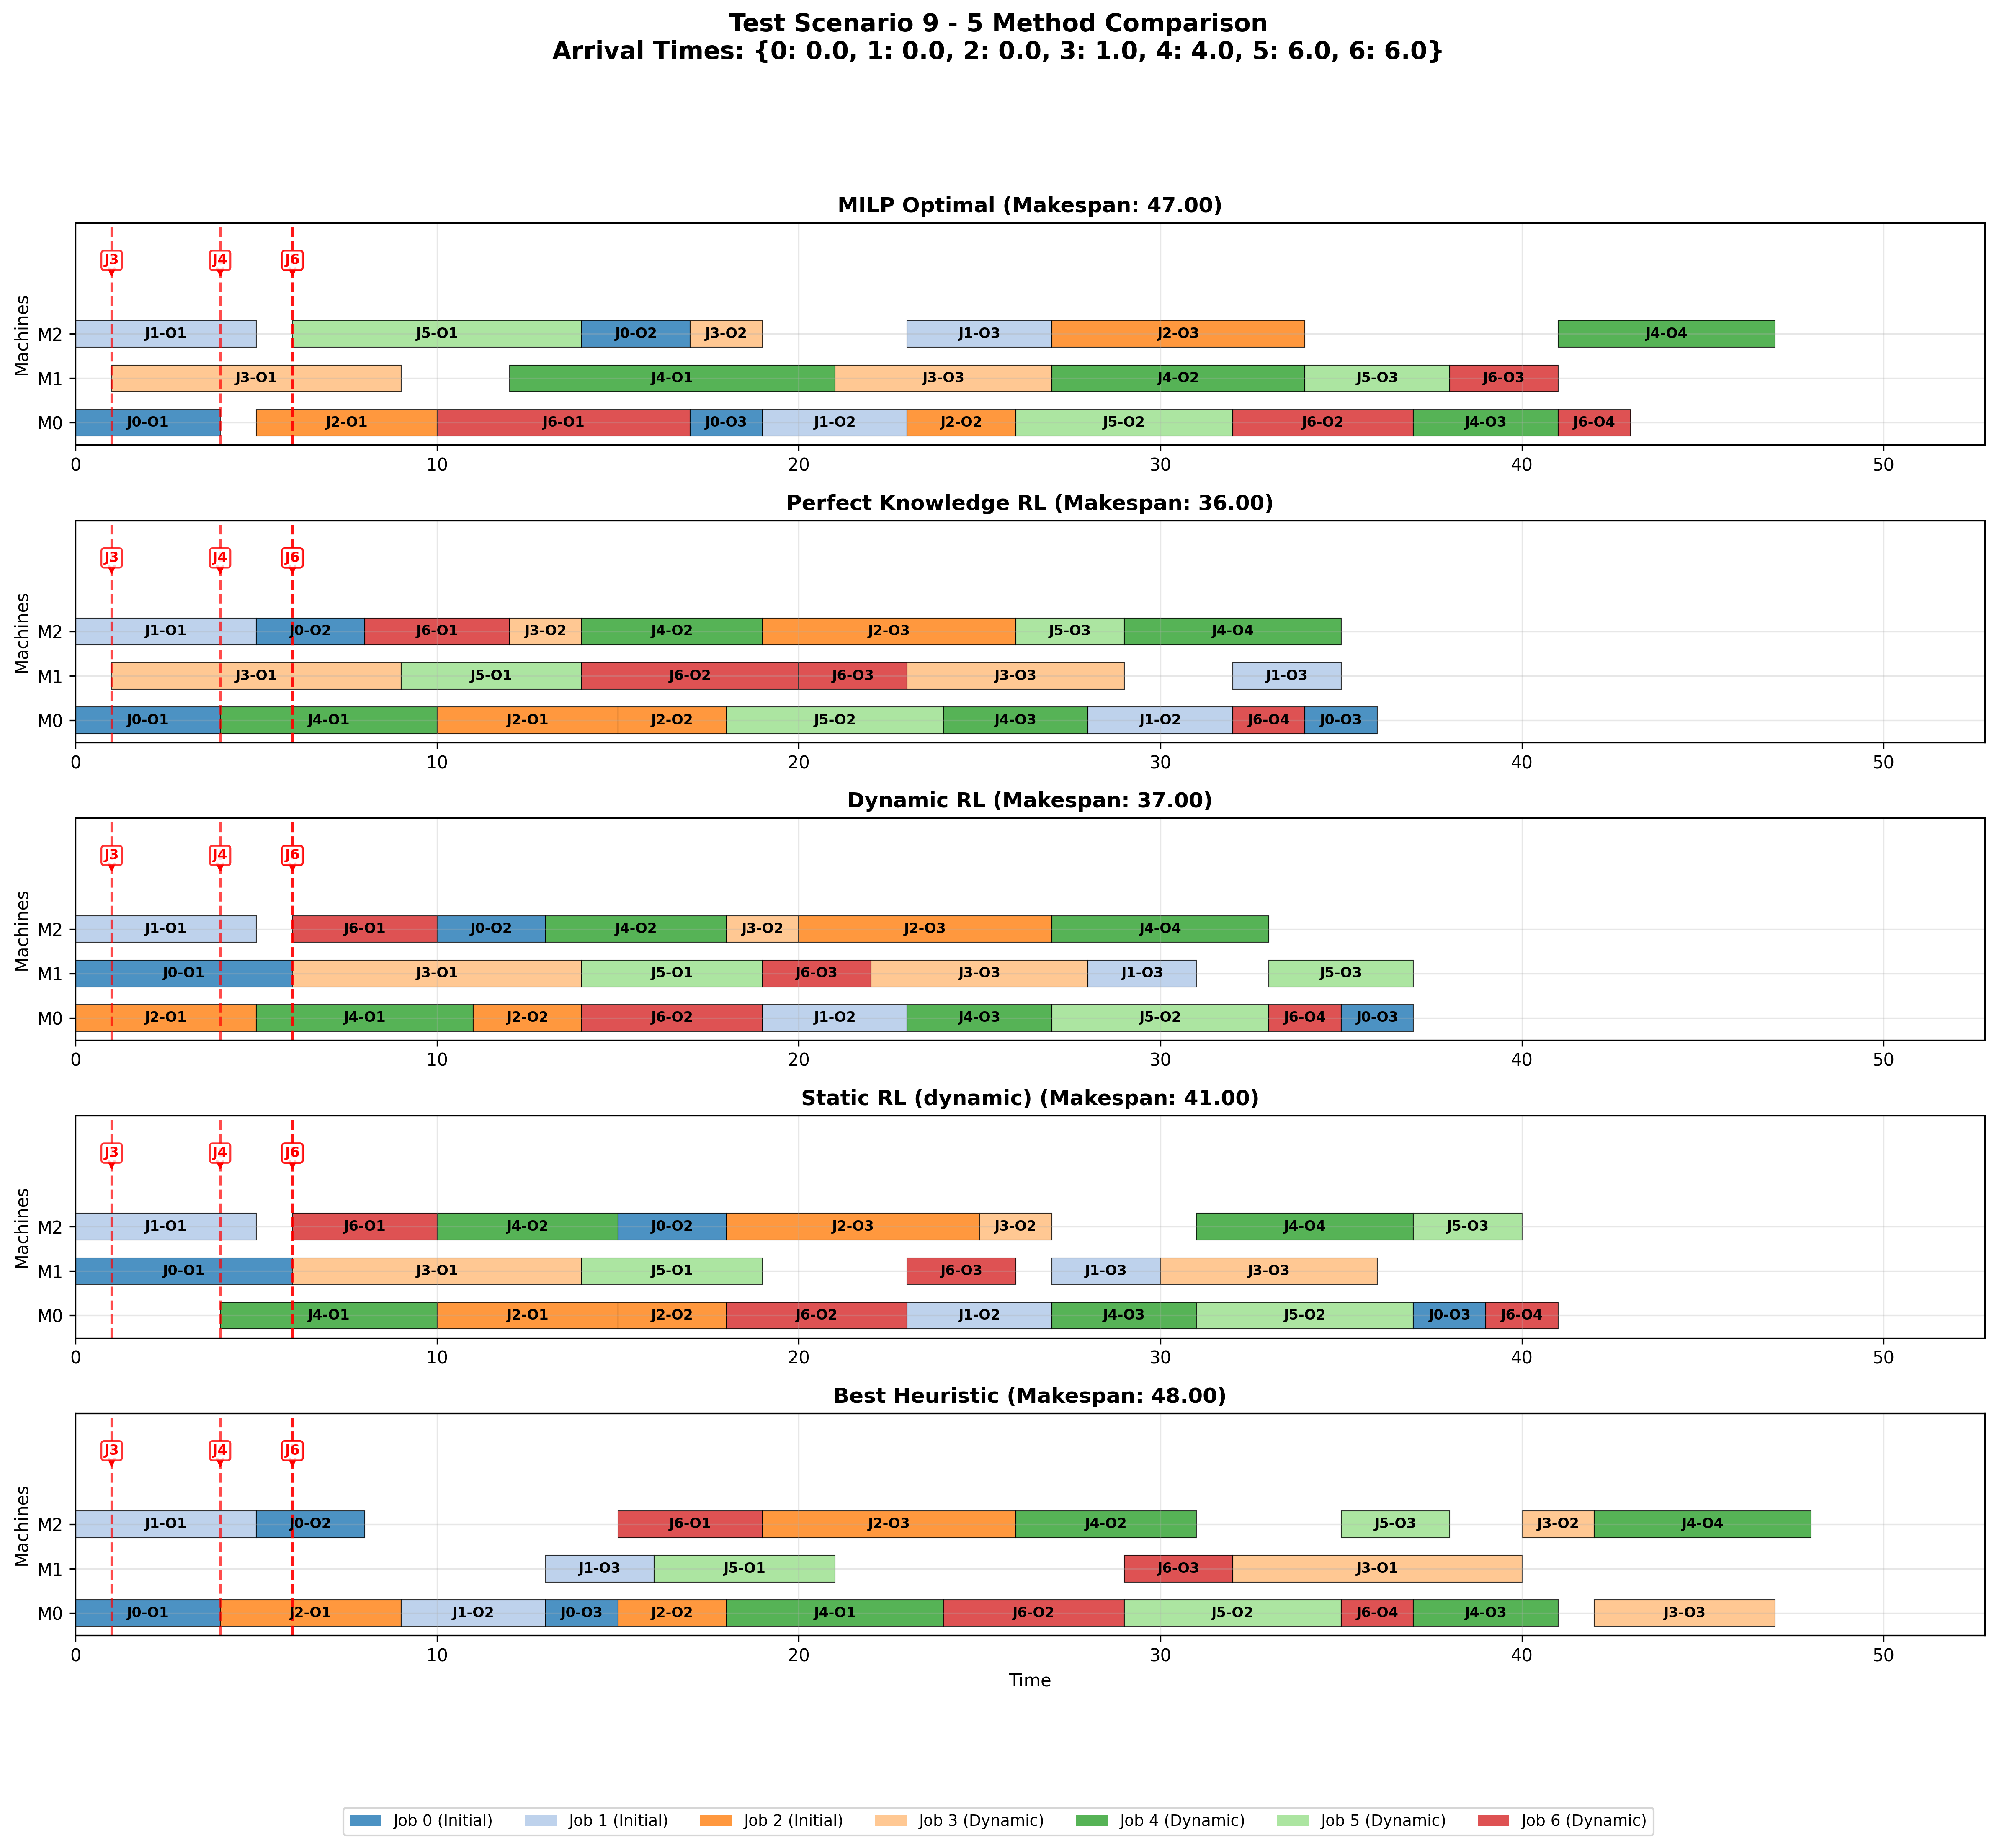 Test Scenario 9 - 5 Method Comparison
Arrival Times: {0: 0.0, 1: 0.0, 2: 0.0, 3: 1.0, 4: 4.0, 5: 6.0, 6: 6.0}
MILP Optimal (Makespan: 47.00)
J3 J4 J6
Machines
M2 J1-O1 J5-O1 J0-O2 J3-O2 J1-O3 J2-O3 J4-O4
M1 J3-O1 J4-O1 J3-O3 J4-O2 J5-O3 J6-O3
M0 J0-O1 J2-O1 J6-O1 J0-O3 J1-O2 J2-O2 J5-O2 J6-O2 J4-O3 J6-O4
0 10 20 30 40 50
Perfect Knowledge RL (Makespan: 36.00)
J3 J4 J6
Machines
M2 J1-O1 J0-O2 J6-O1 J3-O2 J4-O2 J2-O3 J5-O3 J4-O4
M1 J3-O1 J5-O1 J6-O2 J6-O3 J3-O3 J1-O3
M0 J0-O1 J4-O1 J2-O1 J2-O2 J5-O2 J4-O3 J1-O2 J6-O4 J0-O3
0 10 20 30 40 50
Dynamic RL (Makespan: 37.00)
J3 J4 J6
Machines
M2 J1-O1 J6-O1 J0-O2 J4-O2 J3-O2 J2-O3 J4-O4
M1 J0-O1 J3-O1 J5-O1 J6-O3 J3-O3 J1-O3 J5-O3
M0 J2-O1 J4-O1 J2-O2 J6-O2 J1-O2 J4-O3 J5-O2 J6-O4 J0-O3
0 10 20 30 40 50
Static RL (dynamic) (Makespan: 41.00)
J3 J4 J6
Machines
M2 J1-O1 J6-O1 J4-O2 J0-O2 J2-O3 J3-O2 J4-O4 J5-O3
M1 J0-O1 J3-O1 J5-O1 J6-O3 J1-O3 J3-O3
M0 J4-O1 J2-O1 J2-O2 J6-O2 J1-O2 J4-O3 J5-O2 J0-O3 J6-O4
0 10 20 30 40 50
Best Heuristic (Makespan: 48.00)
J3 J4 J6
Machines
M2 J1-O1 J0-O2 J6-O1 J2-O3 J4-O2 J5-O3 J3-O2 J4-O4
M1 J1-O3 J5-O1 J6-O3 J3-O1
M0 J0-O1 J2-O1 J1-O2 J0-O3 J2-O2 J4-O1 J6-O2 J5-O2 J6-O4 J4-O3 J3-O3
0 10 20 30 40 50
Time
Job 0 (Initial) Job 1 (Initial) Job 2 (Initial) Job 3 (Dynamic) Job 4 (Dynamic) Job 5 (Dynamic) Job 6 (Dynamic)